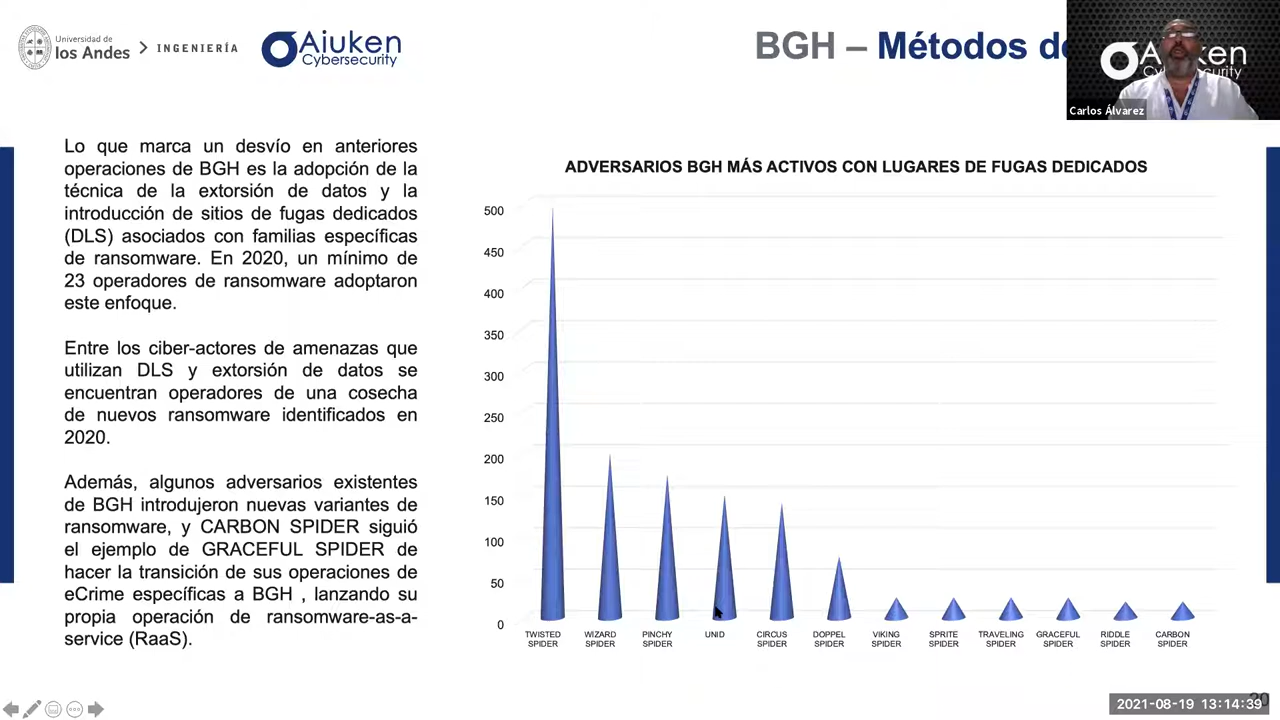 Universidad de
los Andes
INGENIERÍA
Aiuken
Cybersecurity
BGH – Métodos de
Aiuken
Carlos Álvarez
Lo que marca un desvío en anteriores
operaciones de BGH es la adopción de la
técnica de la extorsión de datos y la
introducción de sitios de fugas dedicados
(DLS) asociados con familias específicas
de ransomware. En 2020, un mínimo de
23 operadores de ransomware adoptaron
este enfoque.
Entre los ciber-actores de amenazas que
utilizan DLS y extorsión de datos se
encuentran operadores de una cosecha
de nuevos ransomware identificados en
2020.
Además, algunos adversarios existentes
de BGH introdujeron nuevas variantes de
ransomware, y CARBON SPIDER siguió
el ejemplo de GRACEFUL SPIDER de
hacer la transición de sus operaciones de
eCrime específicas a BGH , lanzando su
propia operación de ransomware-as-a-
service (RaaS).
ADVERSARIOS BGH MÁS ACTIVOS CON LUGARES DE FUGAS DEDICADOS
500
450
400
350
300
250
200
150
100
50
0
TWISTED SPIDER
WIZARD SPIDER
PINCHY SPIDER
UNID
CIRCUS SPIDER
DOPPEL SPIDER
VIKING SPIDER
SPRITE SPIDER
TRAVELING SPIDER
GRACEFUL SPIDER
RIDDLE SPIDER
CARBON SPIDER
2021-08-19 13:14:39